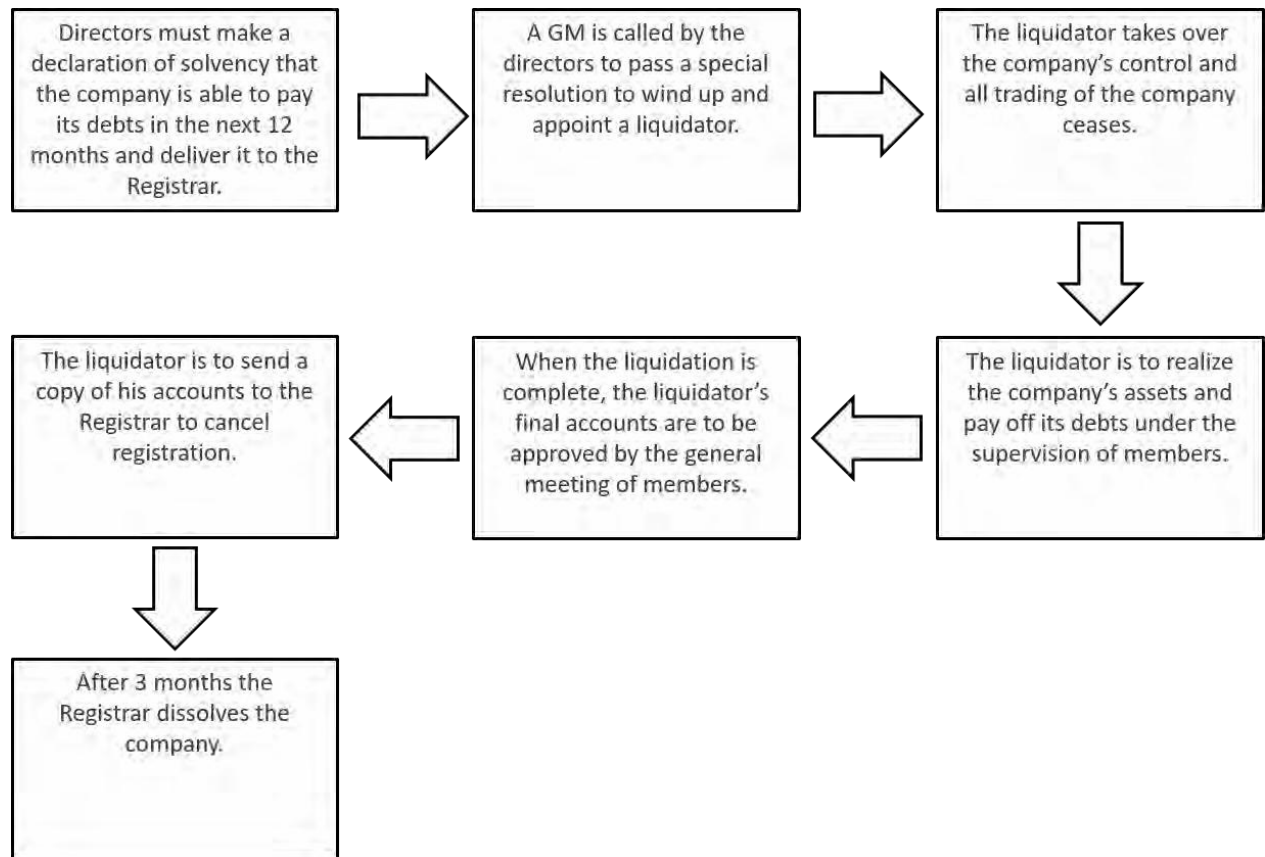 Directors must make a
declaration of solvency that
the company is able to pay
its debts in the next 12
months and deliver it to the
Registrar.
A GM is called by the
directors to pass a special
resolution to wind up and
appoint a liquidator.
The liquidator takes over
the company's control and
all trading of the company
ceases.
The liquidator is to realize
the company's assets and
pay off its debts under the
supervision of members.
When the liquidation is
complete, the liquidator's
final accounts are to be
approved by the general
meeting of members.
The liquidator is to send a
copy of his accounts to the
Registrar to cancel
registration.
After 3 months the
Registrar dissolves the
company.